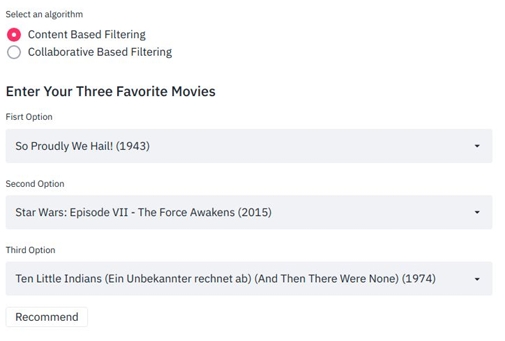 Select an algorithm
Content Based Filtering
Collaborative Based Filtering
Enter Your Three Favorite Movies
Fisrt Option
So Proudly We Hail! (1943)
Second Option
Star Wars: Episode VII - The Force Awakens (2015)
Third Option
Ten Little Indians (Ein Unbekannter rechnet ab) (And Then There Were None) (1974)
Recommend